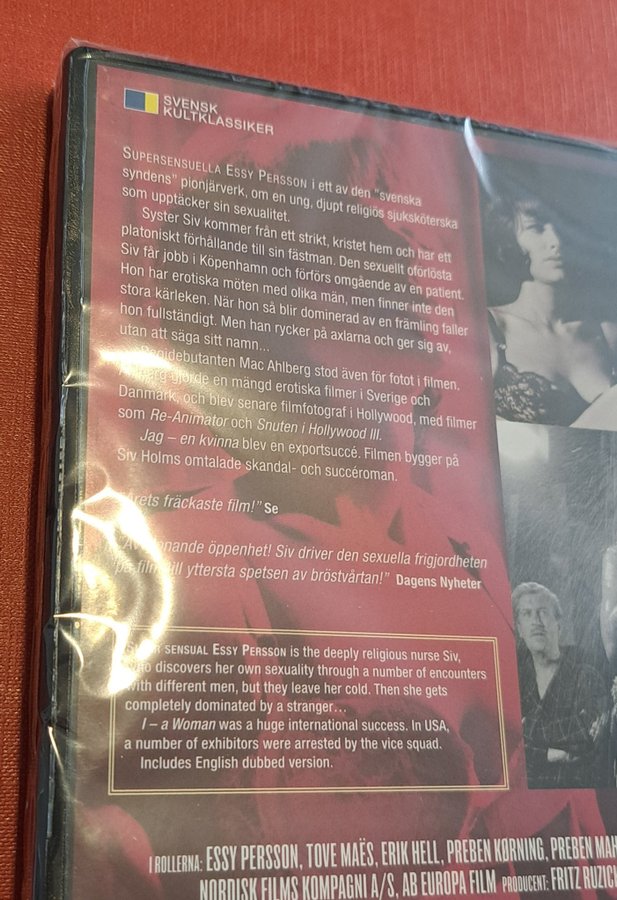 SVENSK
KULTKLASSIKER
SUPERSENSUELLA ESSY PERSSON i ett av den "svenska
syndens" pionjärverk, om en ung, djupt religiös sjuksköterska
som upptäcker sin sexualitet.
Syster Siv kommer från ett strikt, kristet hem och har ett
platoniskt förhållande till sin fästman. Den sexuellt oförlösta
Siv får jobb i Köpenhamn och förförs omgående av en patient.
Hon har erotiska möten med olika män, men finner inte den
stora kärleken. När hon så blir dominerad av en främling faller
hon fullständigt. Men han rycker på axlarna och ger sig av,
utan att säga sitt namn...
Mac Ahlberg stod även för fotot i filmen.
gjorde en mängd erotiska filmer i Sverige och
Danmark, och blev senare filmfotograf i Hollywood, med filmer
som Re-Animator och Snuten i Hollywood III.
Jag – en kvinna blev en exportsuccé. Filmen bygger på
Siv Holms omtalade skandal- och succéroman.
fräckaste film!" Se
öppenhet! Siv driver den sexuella frigjordheten
på film till yttersta spetsen av bröstvårtan!" Dagens Nyheter
SENSUAL ESSY PERSSON is the deeply religious nurse Siv,
who discovers her own sexuality through a number of encounters
with different men, but they leave her cold. Then she gets
completely dominated by a stranger...
I – a Woman was a huge international success. In USA,
a number of exhibitors were arrested by the vice squad.
Includes English dubbed version.
I ROLLERNA: ESSY PERSSON, TOVE MAËS, ERIK HELL, PREBEN KØRNING, PREBEN MAH
NORDISK FILMS KOMPAGNI A/S, AB EUROPA FILM PRODUCENT: FRITZ RUZICK